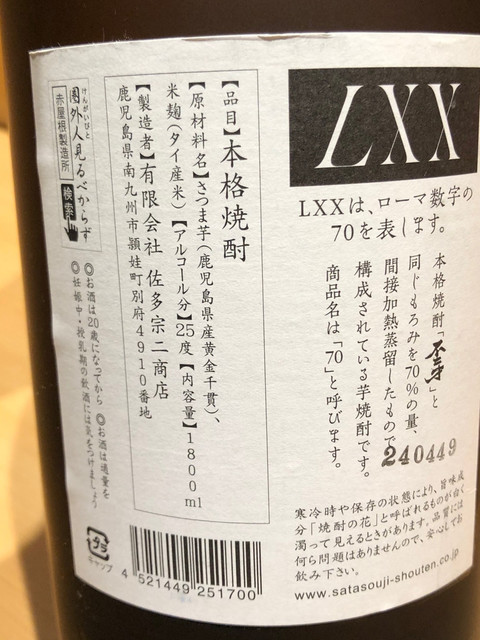 LXX
LXXは、ローマ数字の
70を表します。
本格焼酎「不二才」と
同じもろみを70%の量、
間接加熱蒸留したもので
構成されている芋焼酎です。
商品名は「70」と呼びます。
240449
寒冷時や保存の状態により、旨味成
分「焼酎の花」と呼ばれるものが白く
濁って見えるときがあります。品質には
何ら問題はありませんので、安心してお
飲み下さい。
www.satasouji-shouten.co.jp
【品目】本格焼酎
【原材料名】さつま芋(鹿児島県産黄金千貫)、
米麹(タイ産米)【アルコール分】25度【内容量】1800ml
【製造者】有限会社 佐多宗二商店
鹿児島県南九州市頴娃町別府4910番地
けんがいびと
圏外人見るべからず
赤屋根製造所
検索
◎お酒は20歳になってから ◎お酒は適量を
◎妊娠中・授乳期の飲酒には気をつけましょう
キャップ
4 521449 251700